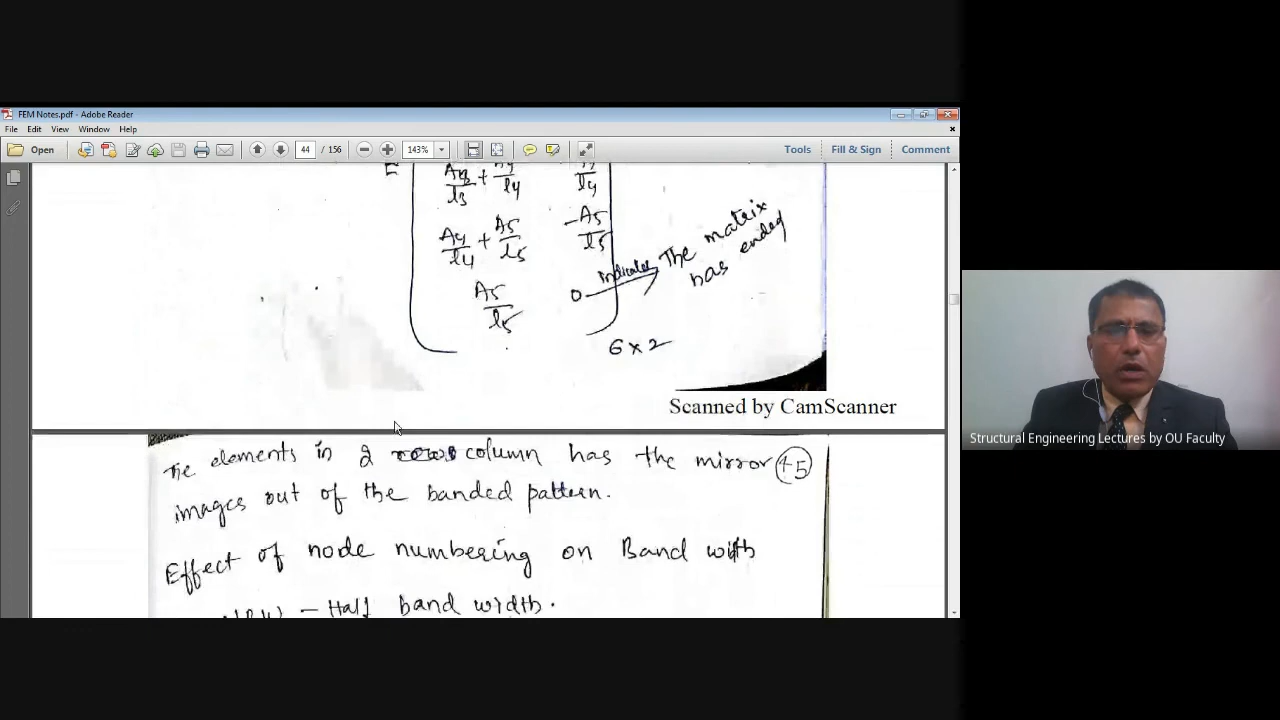 FEM Notes.pdf - Adobe Reader
File Edit View Window Help
Open 44 / 156 143% Tools Fill & Sign Comment
E
A3/l3 + A4/l4
l4
A4/l4 + A5/l5 -A5/l5
A5/l5 0 indicates The matrix
has ended
6 x 2
Scanned by CamScanner
The elements in 2 column has the mirror 45
images out of the banded pattern.
Effect of node numbering on Band with
- Half band width.
Structural Engineering Lectures by OU Faculty